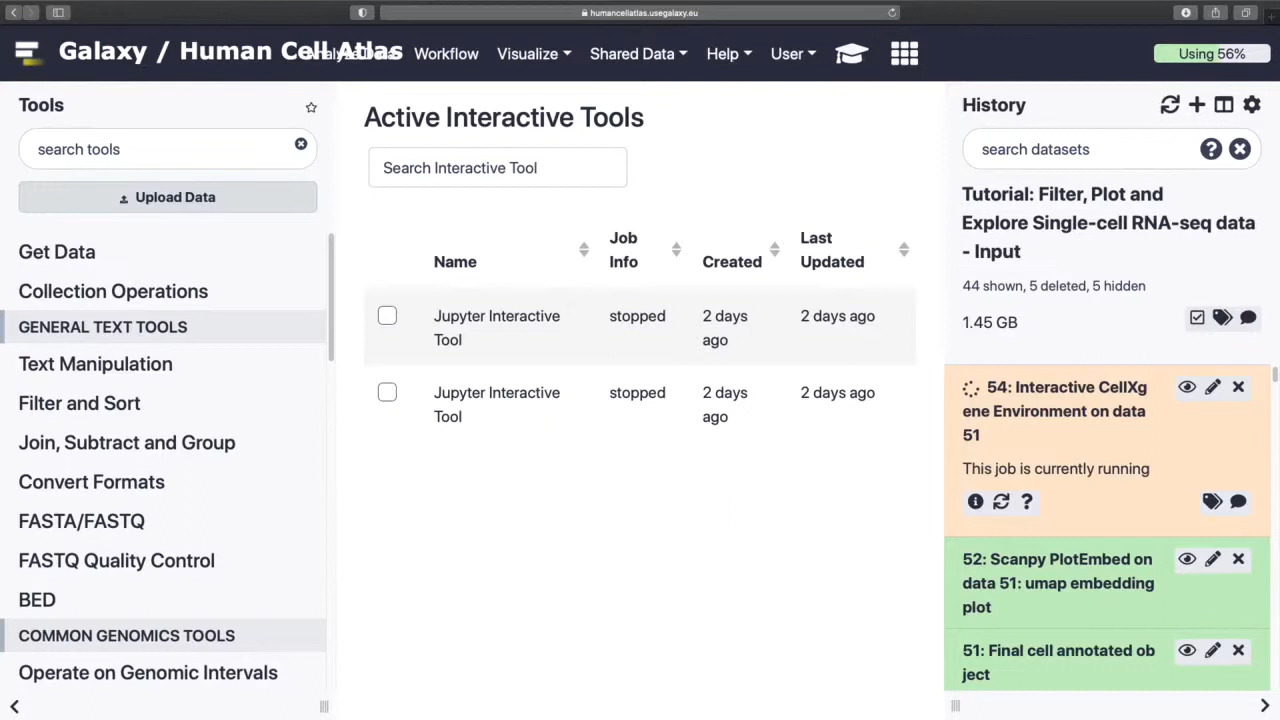 humancellatlas.usegalaxy.eu
Galaxy / Human Cell Atlas
Analyze Data
Workflow
Visualize
Shared Data
Help
User
Using 56%
Tools
search tools
Upload Data
Get Data
Collection Operations
GENERAL TEXT TOOLS
Text Manipulation
Filter and Sort
Join, Subtract and Group
Convert Formats
FASTA/FASTQ
FASTQ Quality Control
BED
COMMON GENOMICS TOOLS
Operate on Genomic Intervals
Active Interactive Tools
Search Interactive Tool
Name
Job
Info
Created
Last
Updated
Jupyter Interactive
Tool
stopped
2 days
ago
2 days ago
Jupyter Interactive
Tool
stopped
2 days
ago
2 days ago
History
search datasets
Tutorial: Filter, Plot and
Explore Single-cell RNA-seq data
- Input
44 shown, 5 deleted, 5 hidden
1.45 GB
54: Interactive CellXg
ene Environment on data
51
This job is currently running
52: Scanpy PlotEmbed on
data 51: umap embedding
plot
51: Final cell annotated ob
ject